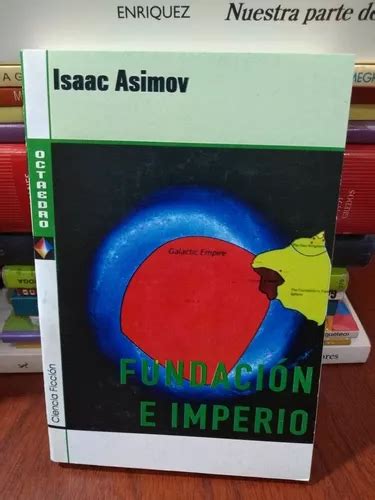 ENRIQUEZ
Nuestra parte de
Isaac Asimov
OCTAEDRO
Galactic Empire
FUNDACIÓN
E IMPERIO
Ciencia Ficción